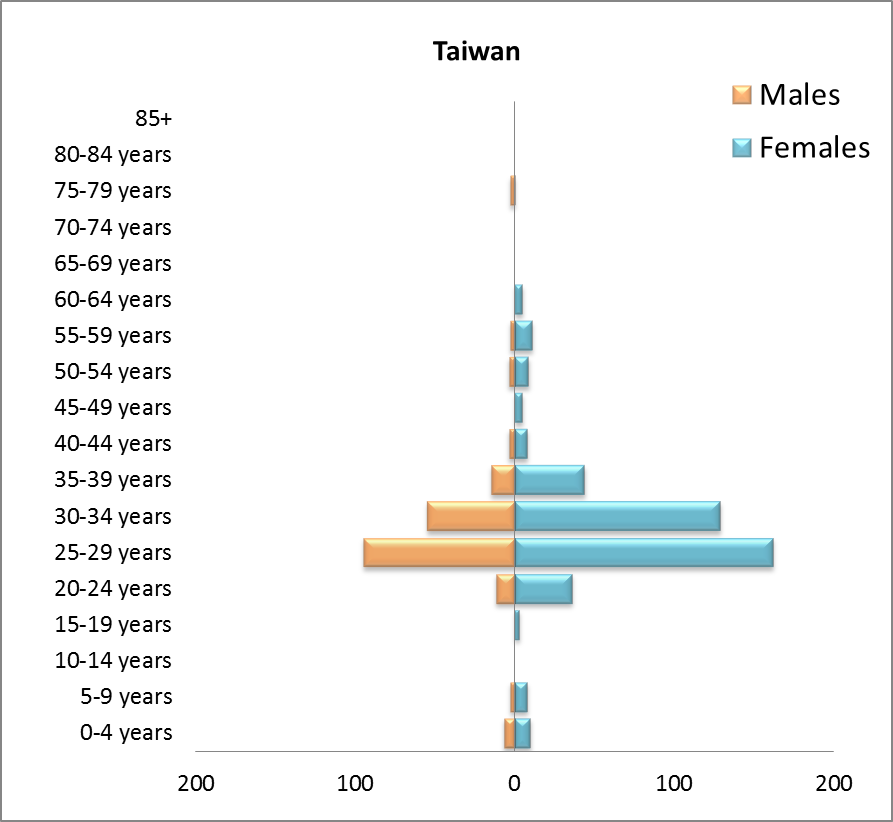 Taiwan
Males
Females
85+
80-84 years
75-79 years
70-74 years
65-69 years
60-64 years
55-59 years
50-54 years
45-49 years
40-44 years
35-39 years
30-34 years
25-29 years
20-24 years
15-19 years
10-14 years
5-9 years
0-4 years
200 100 0 100 200